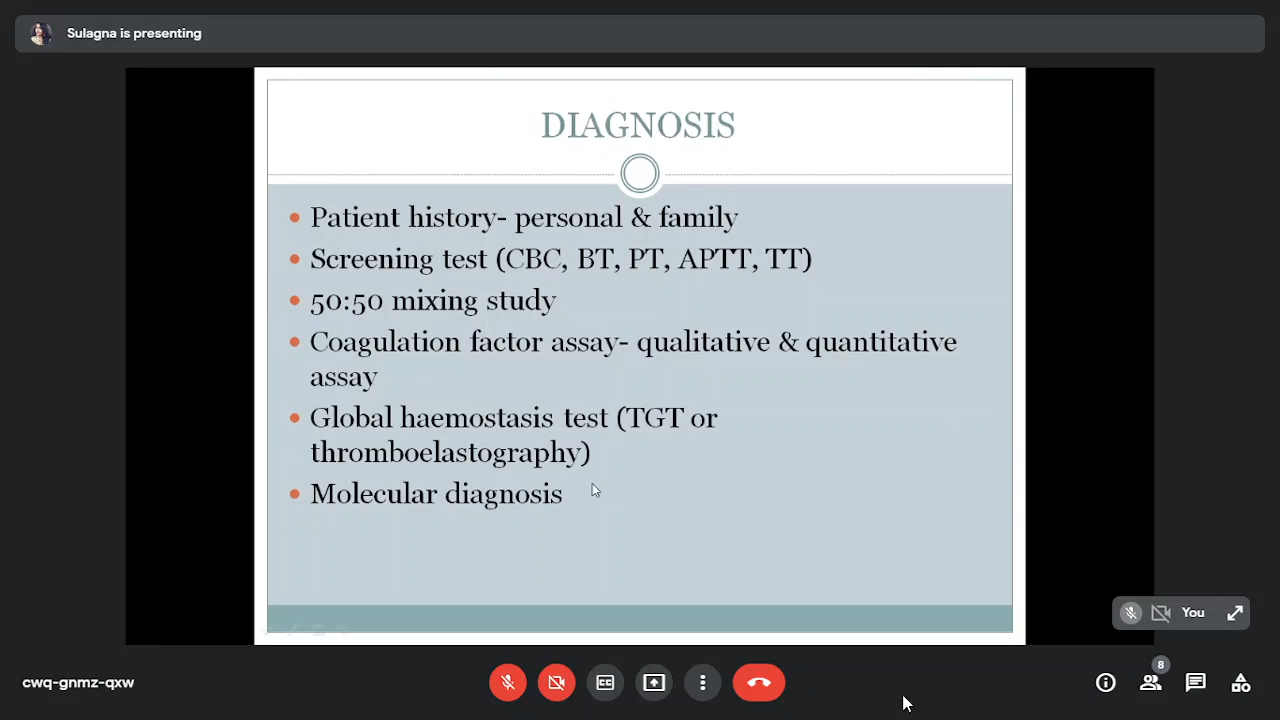 Sulagna is presenting
DIAGNOSIS
Patient history- personal & family
Screening test (CBC, BT, PT, APTT, TT)
50:50 mixing study
Coagulation factor assay- qualitative & quantitative
assay
Global haemostasis test (TGT or
thromboelastography)
Molecular diagnosis
You
8
CC
cwq-gnmz-qxw